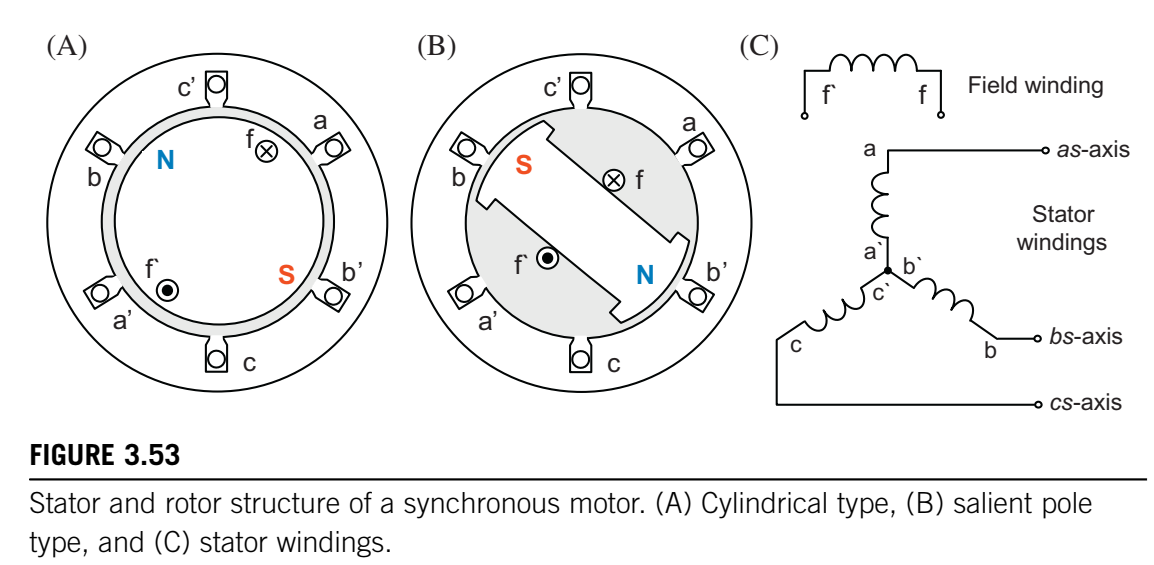 (A)
c’
a
f
N
b
f`
S
b’
a’
c
(B)
c’
a
S
f
b
f`
N
b’
a’
c
(C)
f`
f
Field winding
a
as-axis
Stator
windings
a`
b`
c`
c
b
bs-axis
cs-axis
FIGURE 3.53
Stator and rotor structure of a synchronous motor. (A) Cylindrical type, (B) salient pole
type, and (C) stator windings.